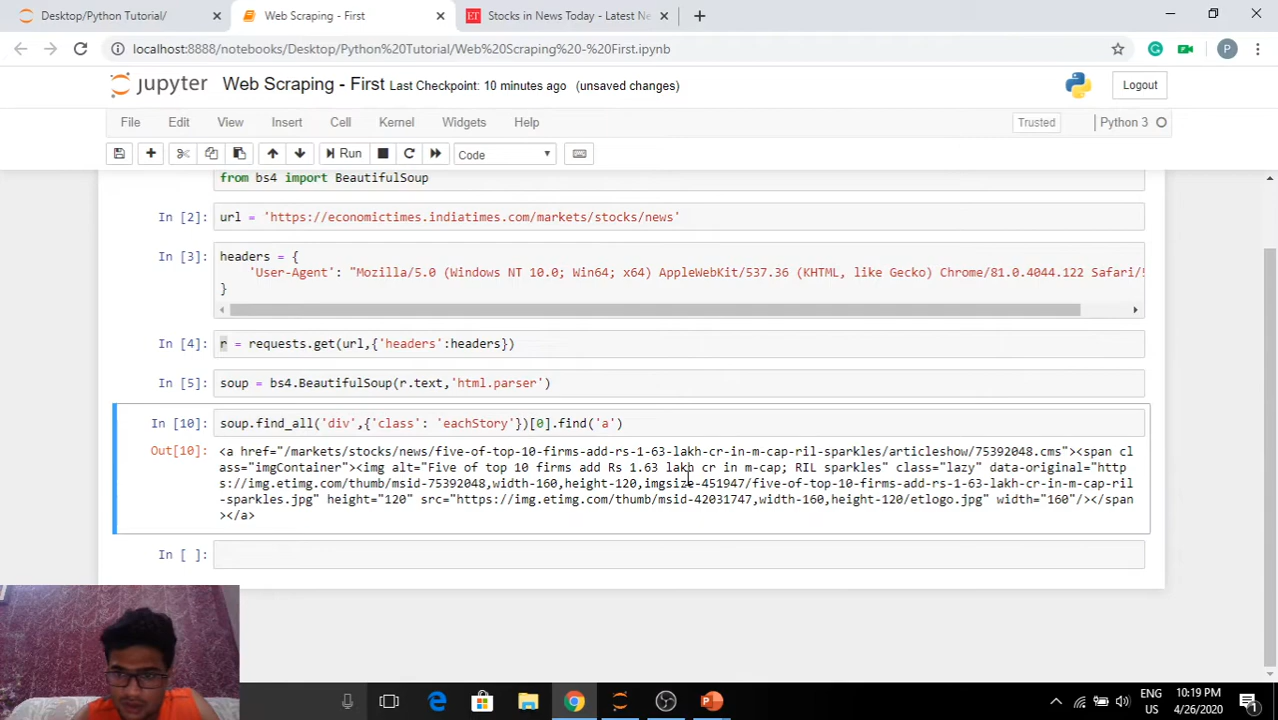 Desktop/Python Tutorial/
Web Scraping - First
ET
Stocks in News Today - Latest Ne
localhost:8888/notebooks/Desktop/Python%20Tutorial/Web%20Scraping%20-%20First.ipynb
P
jupyter
Web Scraping - First Last Checkpoint: 10 minutes ago (unsaved changes)
Logout
File Edit View Insert Cell Kernel Widgets Help
Trusted
Python 3
Run
Code
from bs4 import BeautifulSoup
In [2]: url = 'https://economictimes.indiatimes.com/markets/stocks/news'
In [3]: headers = {
'User-Agent': "Mozilla/5.0 (Windows NT 10.0; Win64; x64) AppleWebKit/537.36 (KHTML, like Gecko) Chrome/81.0.4044.122 Safari/5
}
In [4]: r = requests.get(url,{'headers':headers})
In [5]: soup = bs4.BeautifulSoup(r.text,'html.parser')
In [10]: soup.find_all('div',{'class': 'eachStory'})[0].find('a')
Out[10]: <a href="/markets/stocks/news/five-of-top-10-firms-add-rs-1-63-lakh-cr-in-m-cap-ril-sparkles/articleshow/75392048.cms"><span cl
ass="imgContainer"><img alt="Five of top 10 firms add Rs 1.63 lakh cr in m-cap; RIL sparkles" class="lazy" data-original="http
s://img.etimg.com/thumb/msid-75392048,width-160,height-120,imgsize-451947/five-of-top-10-firms-add-rs-1-63-lakh-cr-in-m-cap-ril
-sparkles.jpg" height="120" src="https://img.etimg.com/thumb/msid-42031747,width-160,height-120/etlogo.jpg" width="160"/></span
></a>
In [ ]:
ENG
US
10:19 PM
4/26/2020